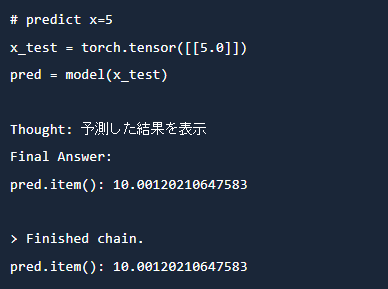 # predict x=5
x_test = torch.tensor([[5.0]])
pred = model(x_test)
Thought: 予測した結果を表示
Final Answer:
pred.item(): 10.00120210647583
> Finished chain.
pred.item(): 10.00120210647583